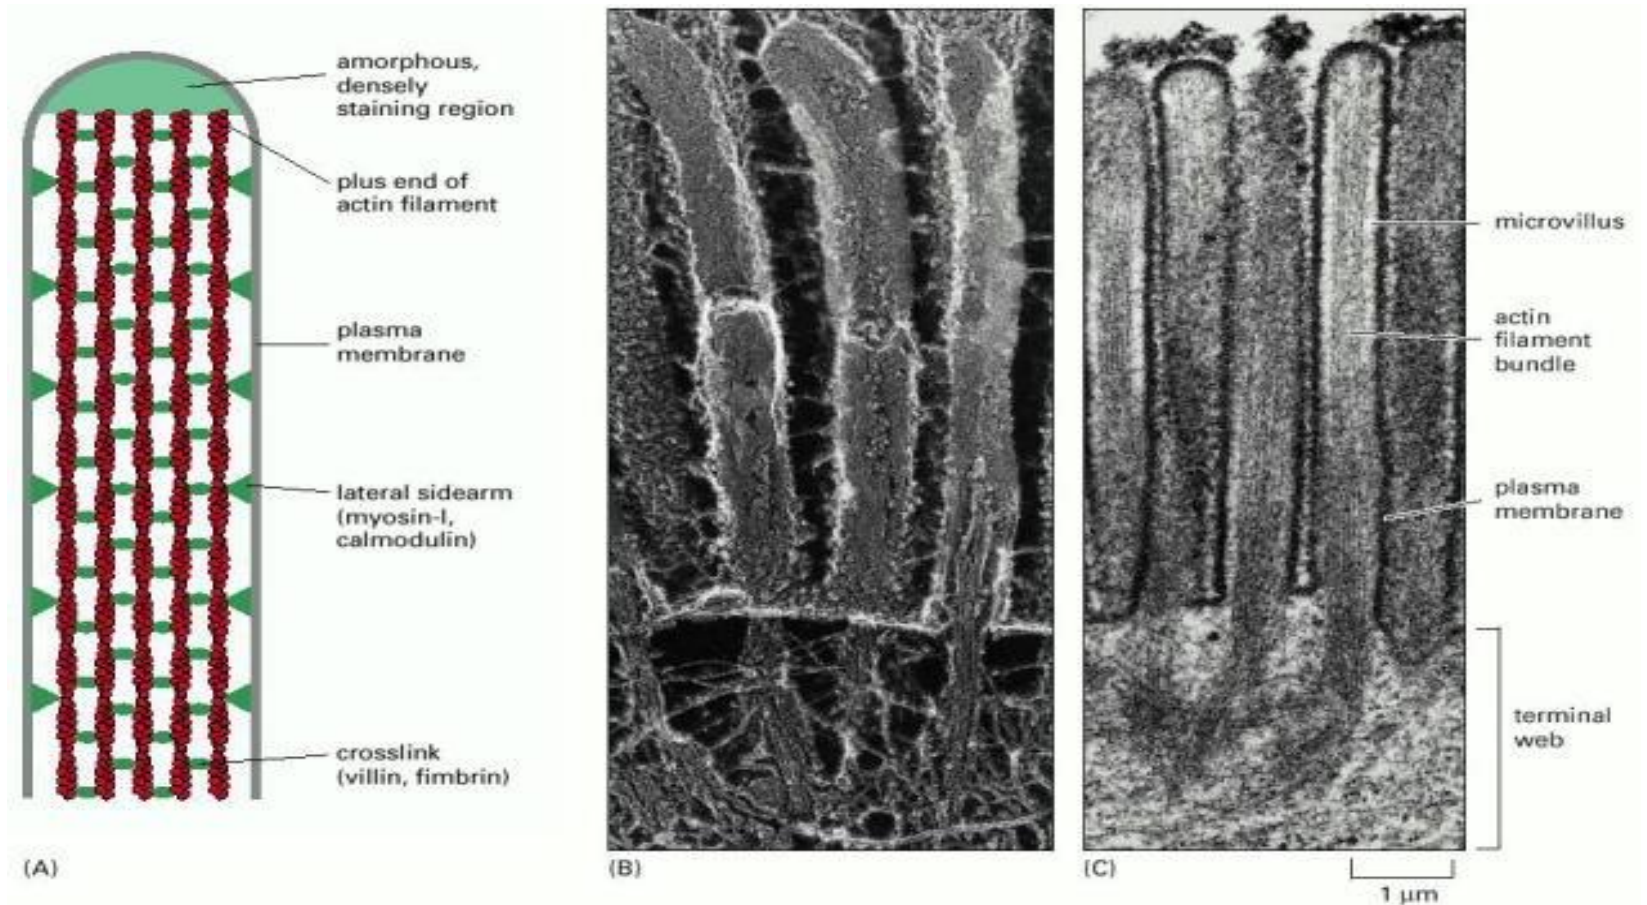 amorphous,
densely
staining region
plus end of
actin filament
plasma
membrane
lateral sidearm
(myosin-I,
calmodulin)
crosslink
(villin, fimbrin)
(A)
(B)
microvillus
actin
filament
bundle
plasma
membrane
terminal
web
(C)
1 μm